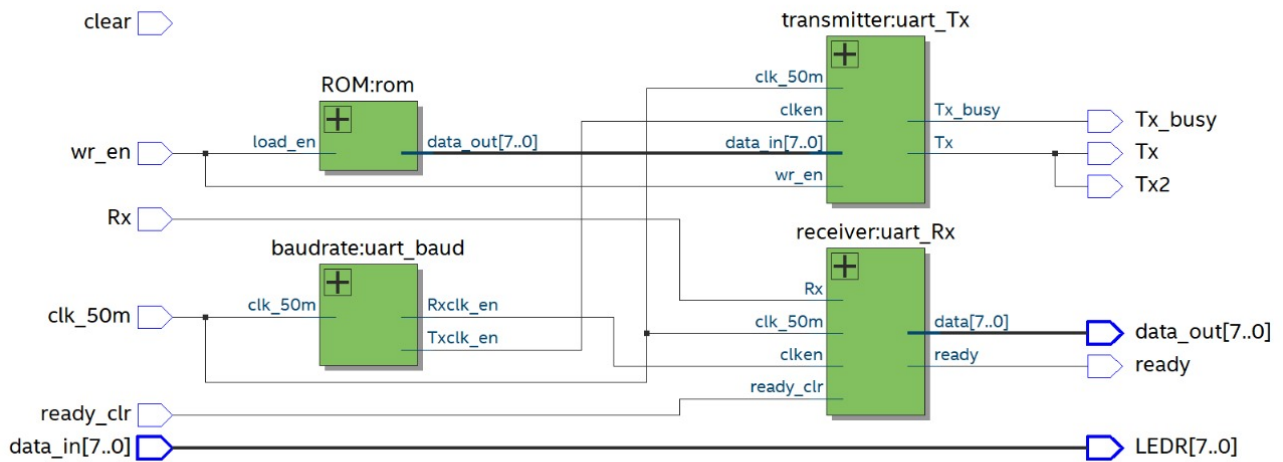 clear
transmitter:uart_Tx
clk_50m
ROM:rom
clken
Tx_busy
Tx_busy
wr_en
load_en
data_out[7..0]
data_in[7..0]
Tx
Tx
wr_en
Tx2
Rx
receiver:uart_Rx
baudrate:uart_baud
Rx
clk_50m
clk_50m
Rxclk_en
clk_50m
data[7..0]
data_out[7..0]
Txclk_en
clken
ready
ready
ready_clr
ready_clr
data_in[7..0]
LEDR[7..0]